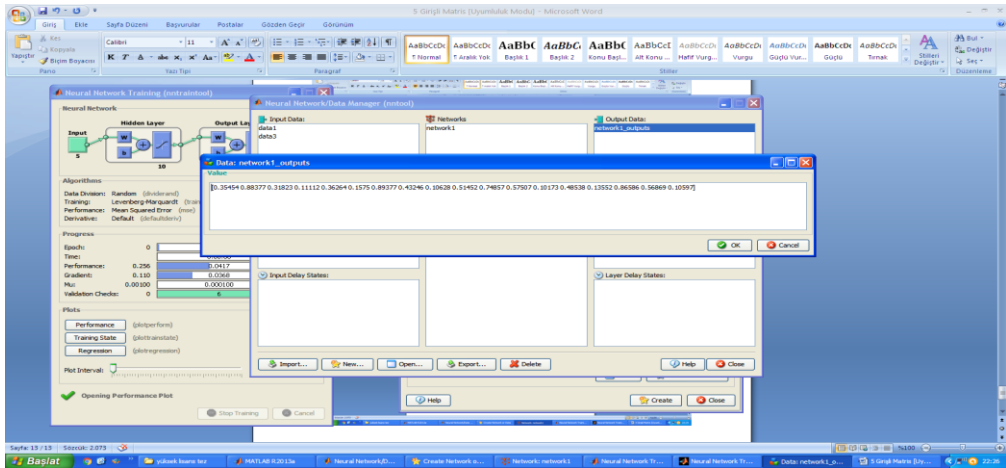 5 Girişli Matris (Uyumluluk Modu) - Microsoft Word
Giriş Ekle Sayfa Düzeni Başvurular Postalar Gözden Geçir Görünüm
Yapıştır
Kes
Kopyala
Biçim Boyacısı
Pano
Calibri 11
Yazı Tipi
Paragraf
AaBbCcDc AaBbCcDc AaBbC AaBbC AaBbC AaBbCcI AaBbCcDi AaBbCcDi AaBbCcDi AaBbCcDc AaBbCcDi
T Normal T Aralık Yok Başlık 1 Başlık 2 Konu Başl... Alt Konu ... Hafif Vurg... Vurgu Güçlü Vur... Güçlü Tırnak
Stiller
Stilleri Değiştir
Bul
Değiştir
Seç
Düzenleme
Neural Network Training (nntraintool)
Neural Network
Hidden Layer
Output Lay
Input
W
b
W
b
5
10
Algorithms
Data Division: Random (dividerand)
Training: Levenberg-Marquardt (train
Performance: Mean Squared Error (mse)
Derivative: Default (defaultderiv)
Progress
Epoch: 0
Time:
Performance: 0.256 0.0417
Gradient: 0.110 0.0368
Mu: 0.00100 0.000100
Validation Checks: 0 6
Plots
Performance (plotperform)
Training State (plottrainstate)
Regression (plotregression)
Plot Interval:
Opening Performance Plot
Stop Training Cancel
Neural Network/Data Manager (nntool)
Input Data:
data1
data3
Networks
network1
Output Data:
network1_outputs
Data: network1_outputs
Value
[0.35454 0.88377 0.31823 0.11112 0.36264 0.1575 0.89377 0.43246 0.10628 0.51452 0.74857 0.57507 0.10173 0.48538 0.13552 0.86586 0.56869 0.10597]
OK Cancel
Input Delay States:
Layer Delay States:
Import... New... Open... Export... Delete Help Close
Help Create Close
Sayfa: 13 / 13 Sözcük: 2.073 %100
Başlat yüksek lisans tez MATLAB R2013a Neural Network/D... Create Network o... Network: network1 Neural Network Tr... Neural Network Tr... Data: network1_o... 5 Girişli Matris [Uy... 22:26